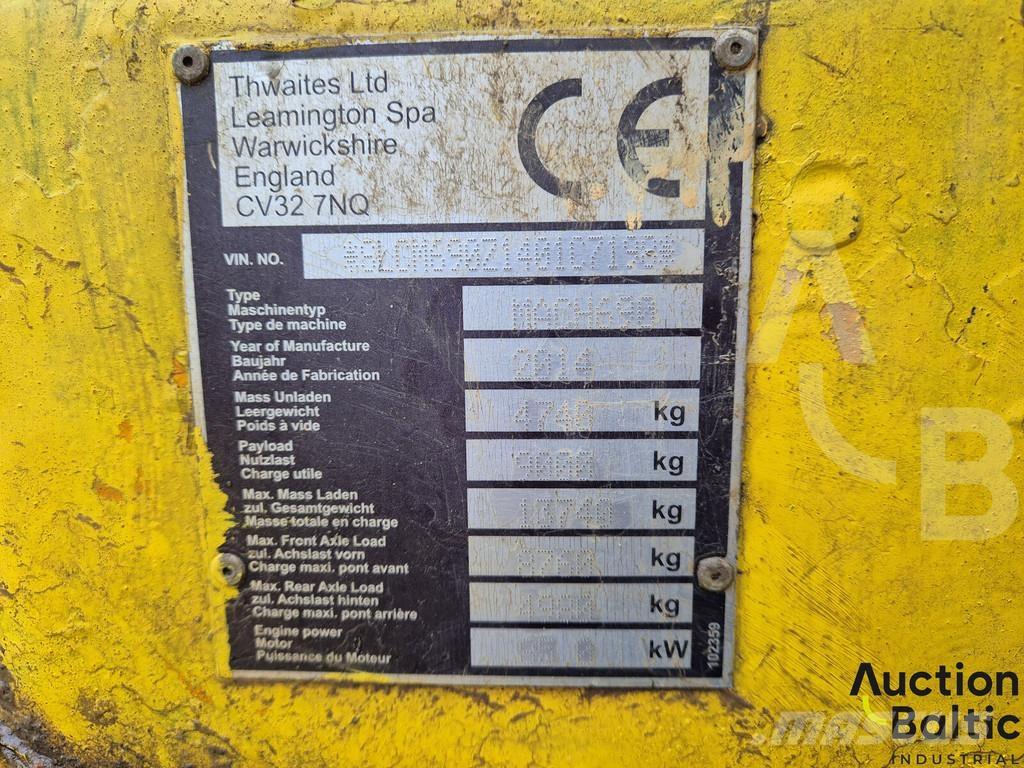 Thwaites Ltd
Leamington Spa
Warwickshire
England
CV32 7NQ
CE
VIN. NO.
Type
Maschinentyp
Type de machine
Year of Manufacture
Baujahr
Année de Fabrication
Mass Unladen
Leergewicht
Poids à vide
4740 kg
Payload
Nutzlast
Charge utile
kg
Max. Mass Laden
zul. Gesamtgewicht
Masse totale en charge
10740 kg
Max. Front Axle Load
zul. Achslast vorn
Charge maxi. pont avant
kg
Max. Rear Axle Load
zul. Achslast hinten
Charge maxi. pont arrière
kg
Engine power
Motor
Puissance du Moteur
kW
102359
AB
Auction
Baltic
INDUSTRIAL